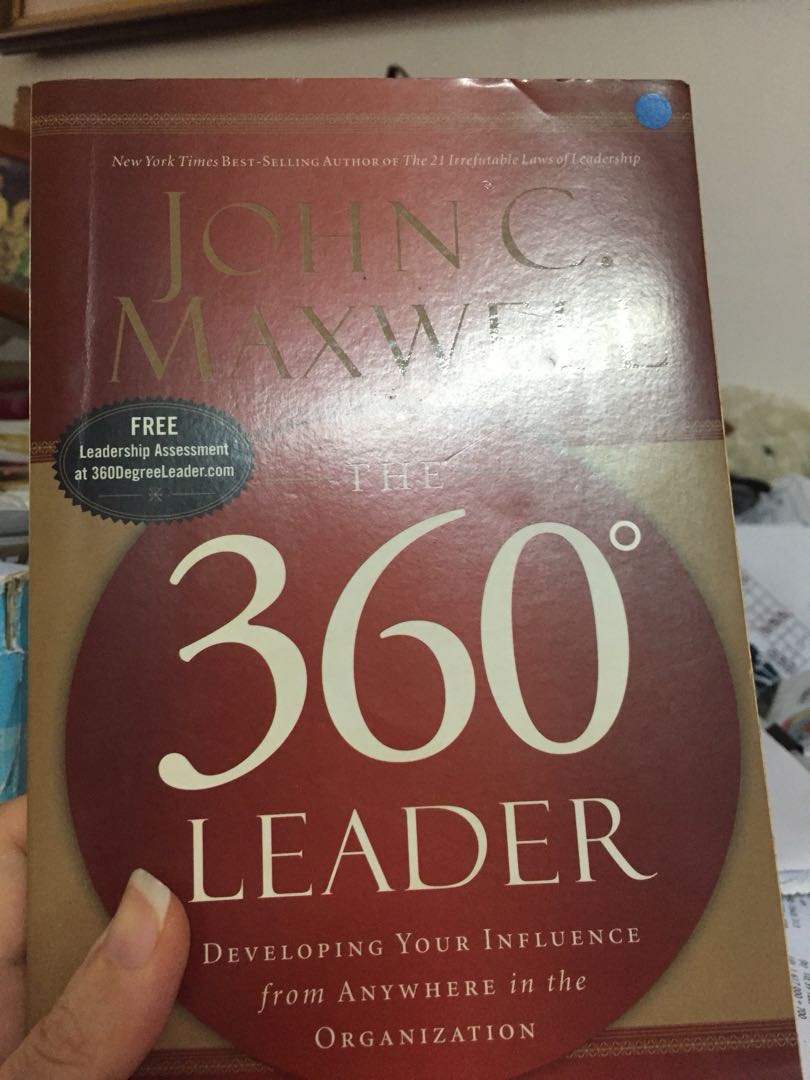 New York Times BEST-SELLING AUTHOR OF The 21 Irrefutable Laws of Leadership
JOHN C.
MAXWELL
FREE
Leadership Assessment
at 360DegreeLeader.com
THE
360°
LEADER
DEVELOPING YOUR INFLUENCE
from ANYWHERE in the
ORGANIZATION